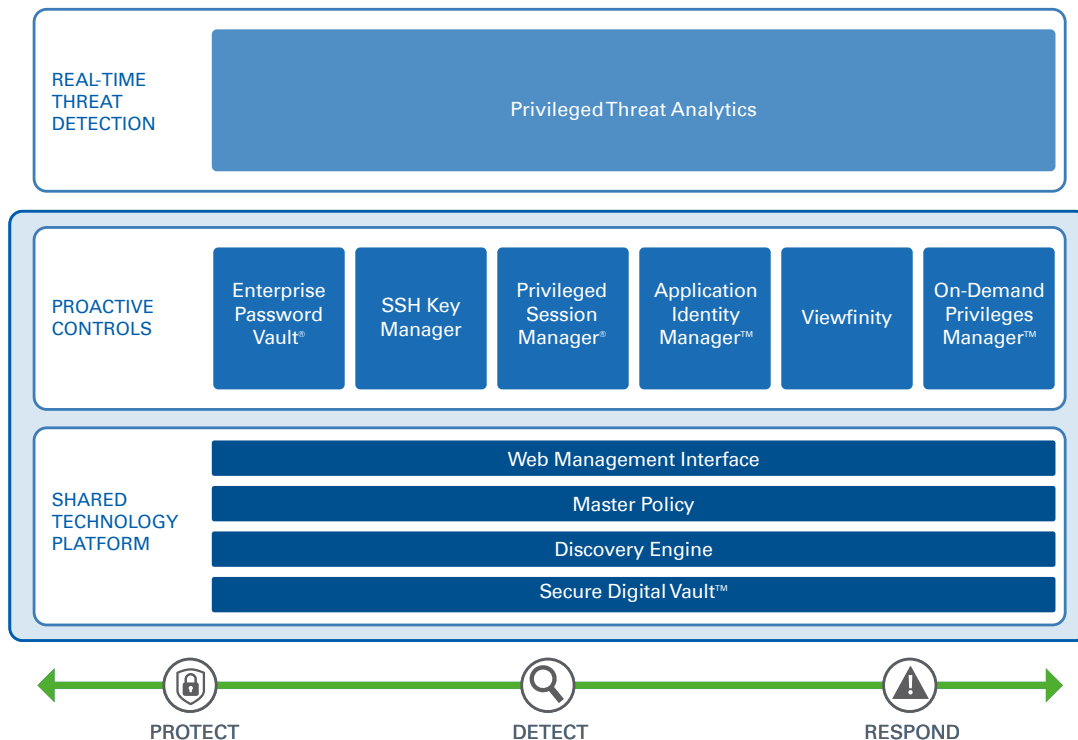 REAL-TIME
THREAT
DETECTION
Privileged Threat Analytics
PROACTIVE
CONTROLS
Enterprise
Password
Vault®
SSH Key
Manager
Privileged
Session
Manager®
Application
Identity
Manager™
Viewfinity
On-Demand
Privileges
Manager™
SHARED
TECHNOLOGY
PLATFORM
Web Management Interface
Master Policy
Discovery Engine
Secure Digital Vault™
PROTECT
DETECT
RESPOND